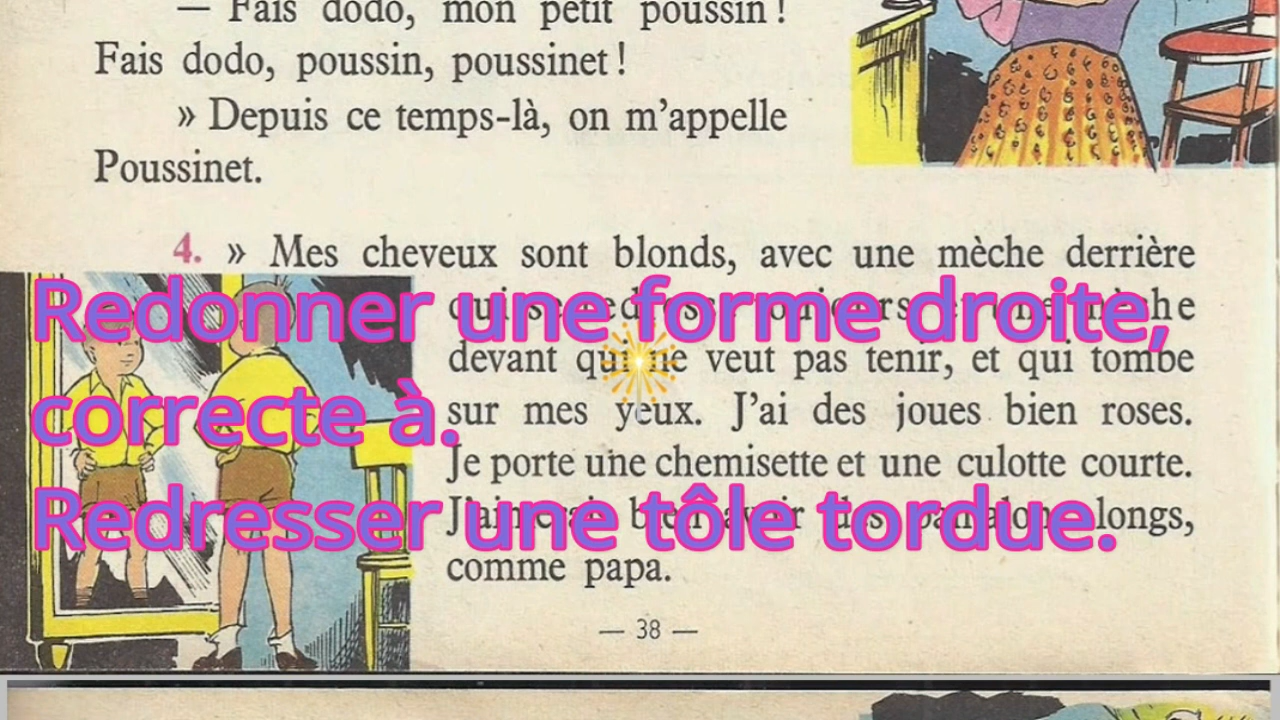 — Fais dodo, mon petit poussin !
Fais dodo, poussin, poussinet !
» Depuis ce temps-là, on m’appelle
Poussinet.
4. » Mes cheveux sont blonds, avec une mèche derrière
Redonner une forme droite,
devant qui ne veut pas tenir, et qui tombe
correcte à.
sur mes yeux. J’ai des joues bien roses.
Je porte une chemisette et une culotte courte.
Redresser une tôle tordue.
longs,
comme papa.
— 38 —